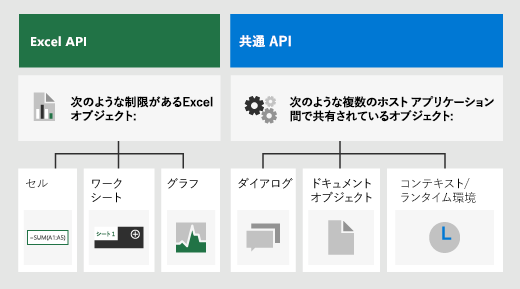 Excel API
共通 API
次のような制限があるExcel
オブジェクト:
次のような複数のホスト アプリケーション
間で共有されているオブジェクト:
セル
ワーク
シート
グラフ
ダイアログ
ドキュメント
オブジェクト
コンテキスト/
ランタイム環境
=SUM(A1:A5)
シート 1